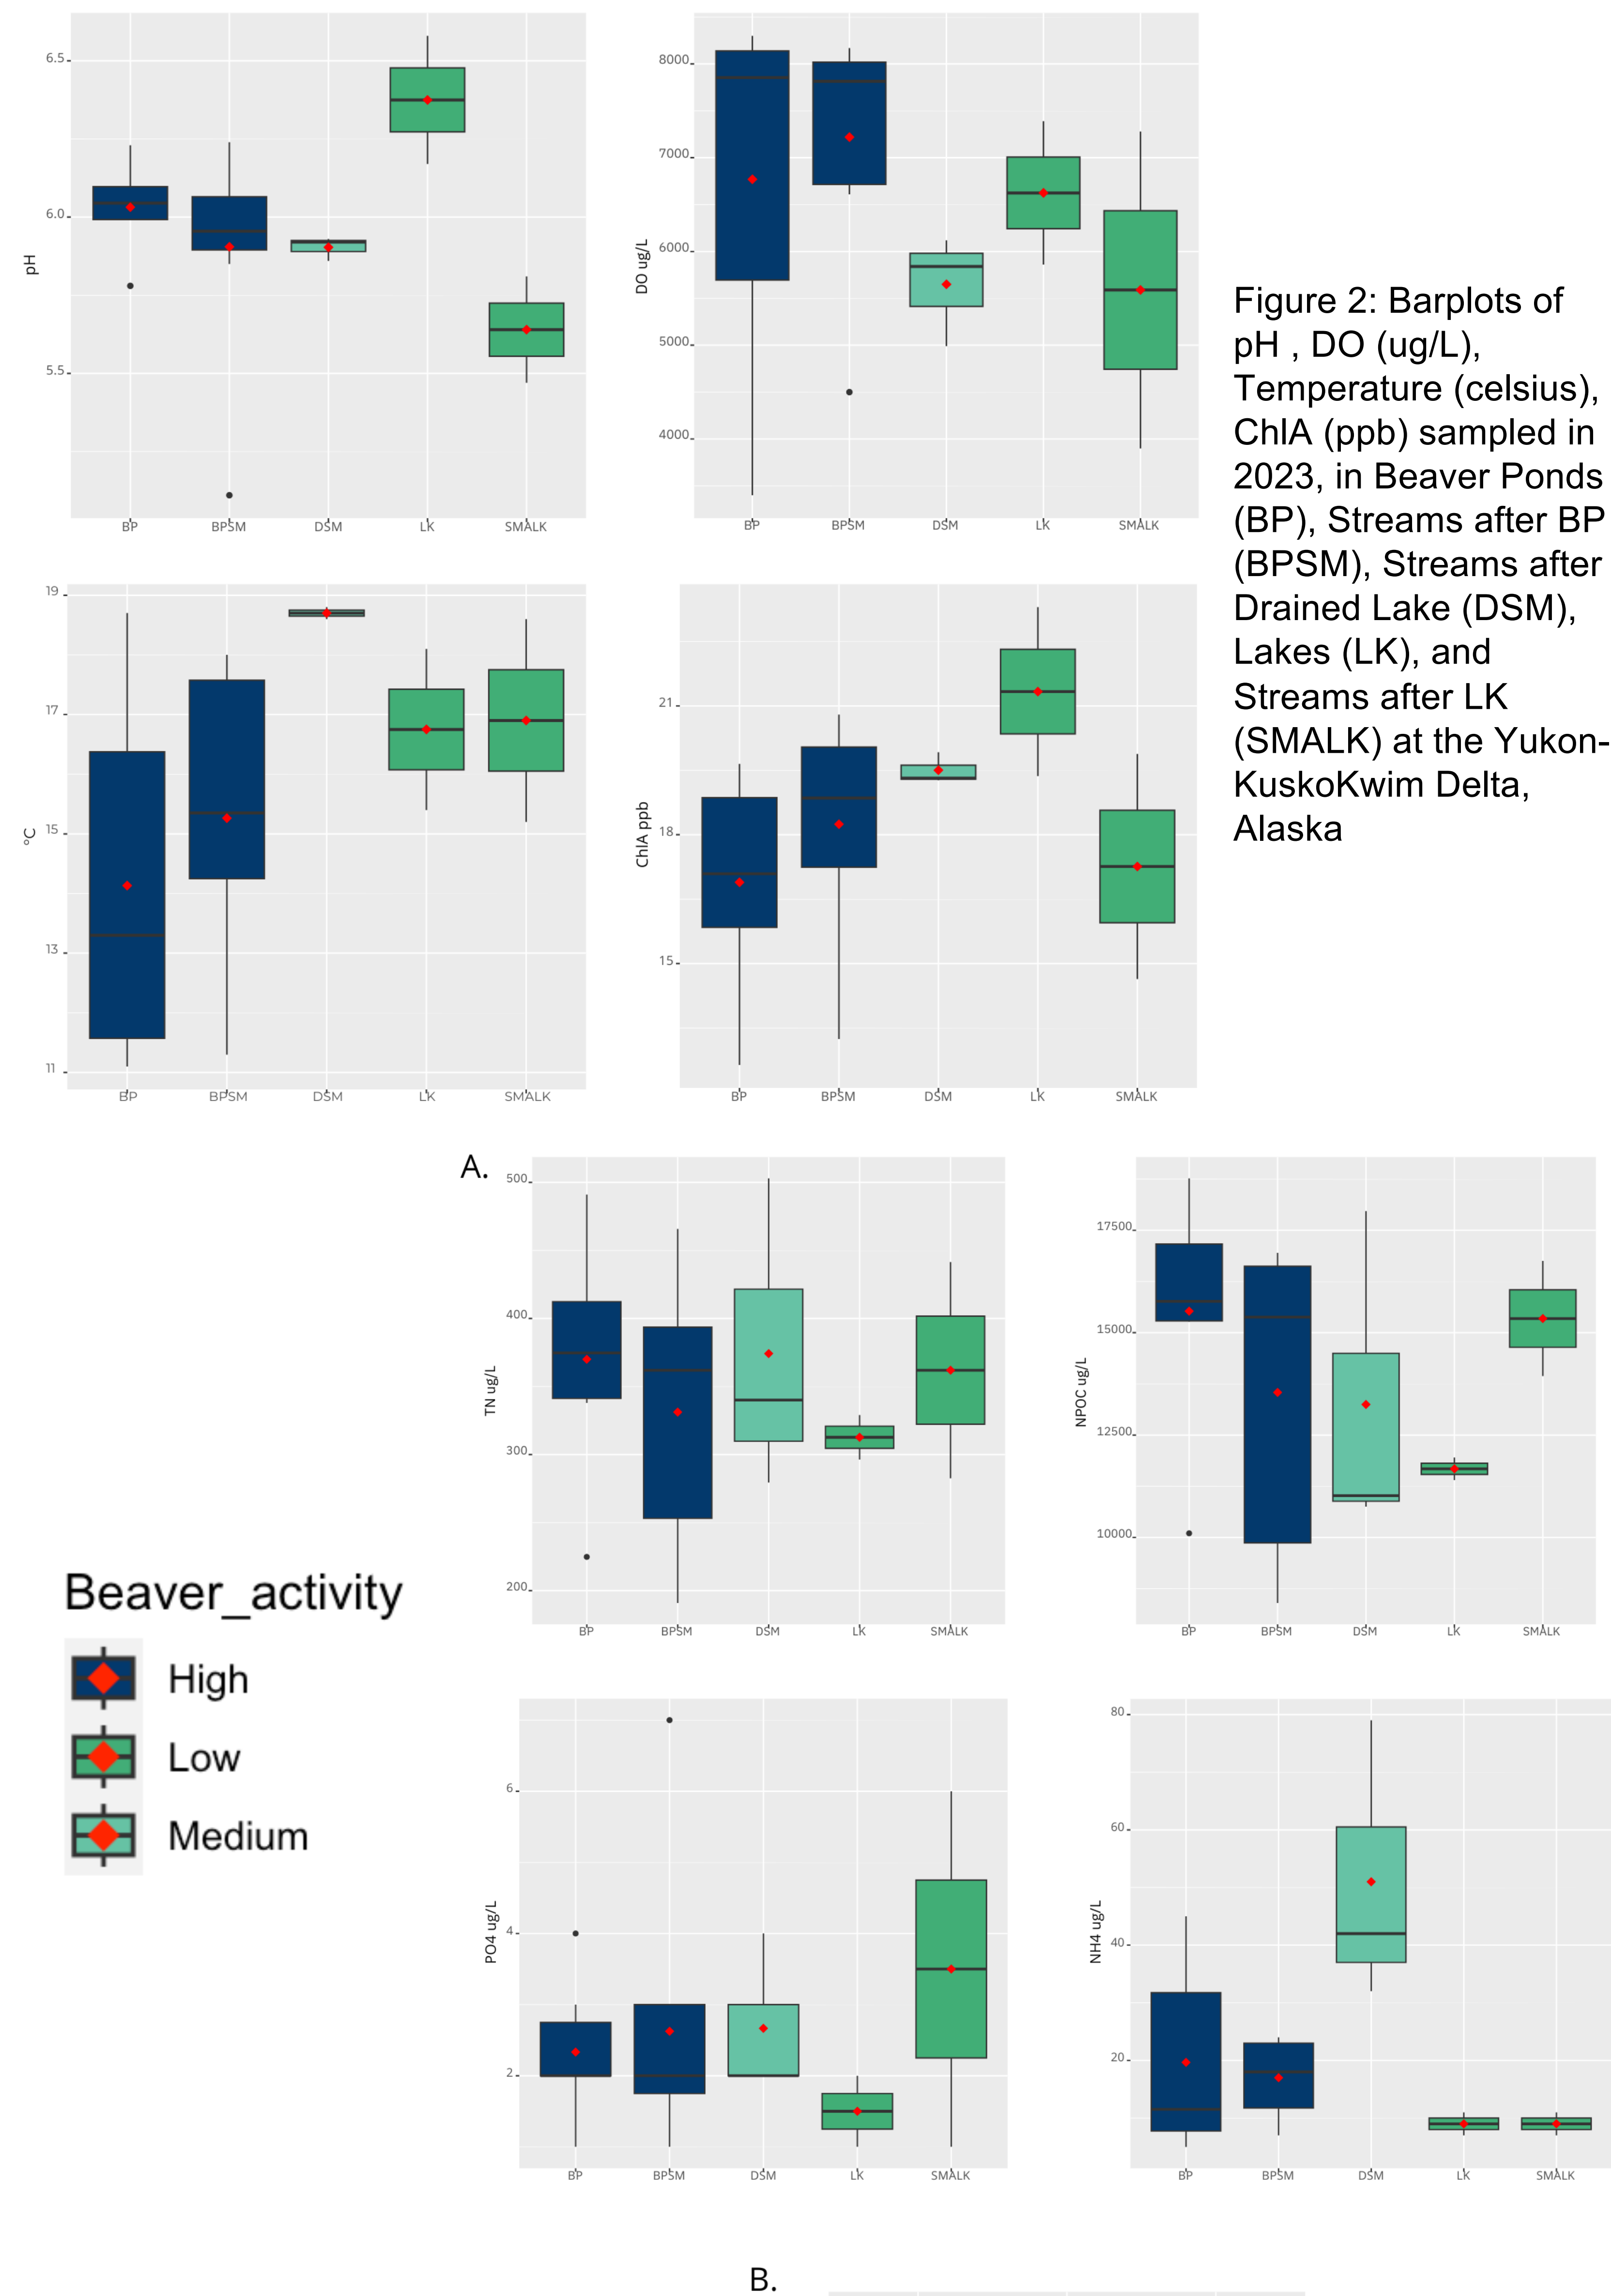 6.5
6.0
5.5
pH
BP BPSM DSM LK SMALK
8000
7000
6000
5000
4000
DO ug/L
BP BPSM DSM LK SMALK
Figure 2: Barplots of
pH , DO (ug/L),
Temperature (celsius),
ChlA (ppb) sampled in
2023, in Beaver Ponds
(BP), Streams after BP
(BPSM), Streams after
Drained Lake (DSM),
Lakes (LK), and
Streams after LK
(SMALK) at the Yukon-
KuskoKwim Delta,
Alaska
19
17
15
13
11
°C
BP BPSM DSM LK SMALK
21
18
15
ChlA ppb
BP BPSM DSM LK SMALK
A.
500
400
300
200
TN ug/L
BP BPSM DSM LK SMALK
17500
15000
12500
10000
NPOC ug/L
BP BPSM DSM LK SMALK
Beaver_activity
High
Low
Medium
6
4
2
PO4 ug/L
BP BPSM DSM LK SMALK
80
60
40
20
NH4 ug/L
BP BPSM DSM LK SMALK
B.